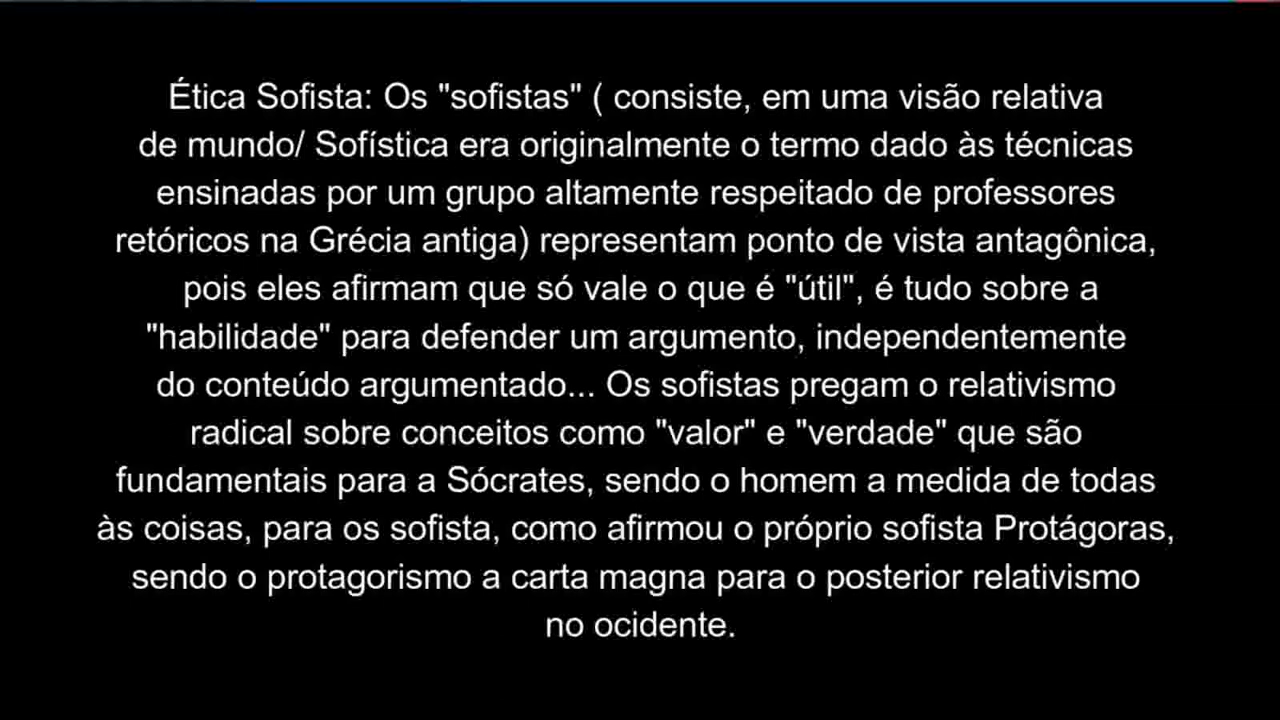 Ética Sofista: Os "sofistas" ( consiste, em uma visão relativa
de mundo/ Sofística era originalmente o termo dado às técnicas
ensinadas por um grupo altamente respeitado de professores
retóricos na Grécia antiga) representam ponto de vista antagônica,
pois eles afirmam que só vale o que é "útil", é tudo sobre a
"habilidade" para defender um argumento, independentemente
do conteúdo argumentado... Os sofistas pregam o relativismo
radical sobre conceitos como "valor" e "verdade" que são
fundamentais para a Sócrates, sendo o homem a medida de todas
às coisas, para os sofista, como afirmou o próprio sofista Protágoras,
sendo o protagorismo a carta magna para o posterior relativismo
no ocidente.